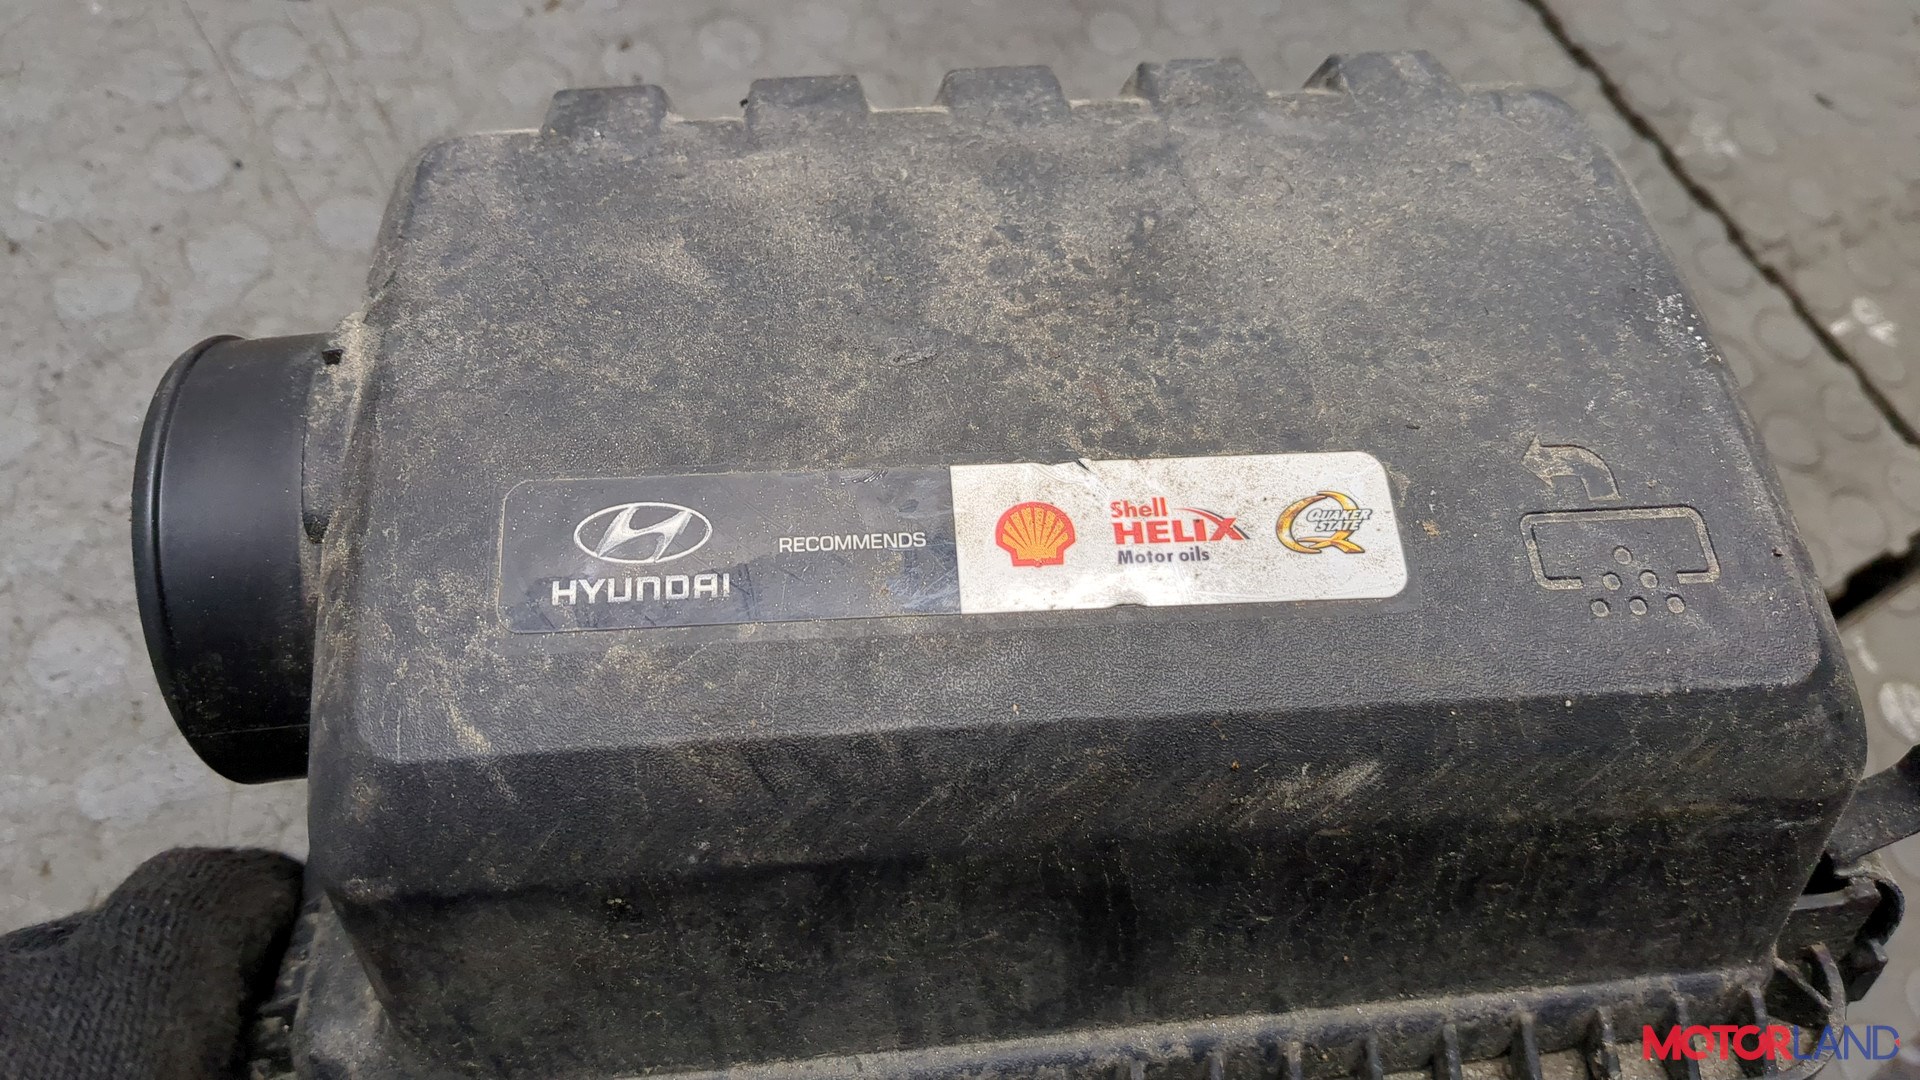 HYUNDAI
RECOMMENDS
Shell
HELIX
Motor oils
QUAKER
STATE
MOTORLAND